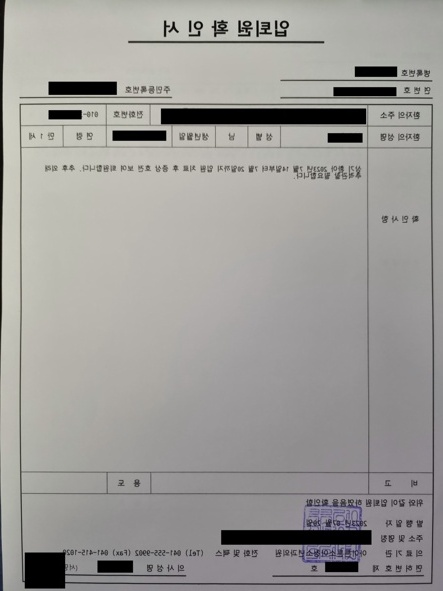 입퇴원확인서
병록번호
연 번 호
주민등록번호
환자의 주소
전화번호
010-
환자의 성명
성 별
남
생년월일
연 령
만 1 세
확 인 사 항
상기 환아 2023년 7월 14일부터 7월 20일까지 입원 치료 후 증상 호전 보여 퇴원합니다. 추후 외래
추적관찰 필요합니다.
비 고
용 도
위와 같이 입퇴원 하였음을 확인함
발 행 일 자 2023년 07월 20일
주소 및 명칭
의 료 기 관
전화 및 팩스 (Tel) 041-555-9902 (Fax) 041-415-1029
면허번호 제
호
의 사 성 명